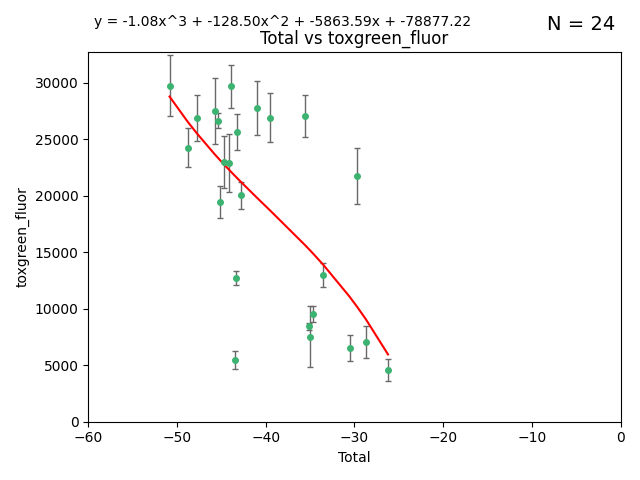 y = -1.08x^3 + -128.50x^2 + -5863.59x + -78877.22
N = 24
Total vs toxgreen_fluor
30000
25000
20000
15000
10000
5000
0
toxgreen_fluor
−60
−50
−40
−30
−20
−10
0
Total